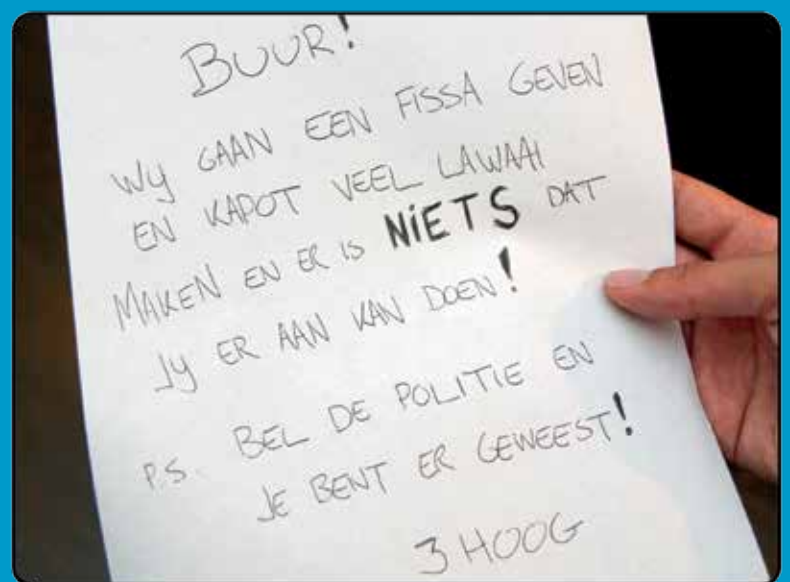 BUUR!
WY GAAN EEN FISSA GEVEN
EN KAPOT VEEL LAWAAI
MAKEN EN ER IS NIETS DAT
JY ER AAN KAN DOEN!
P.S. BEL DE POLITIE EN
JE BENT ER GEWEEST!
3 HOOG